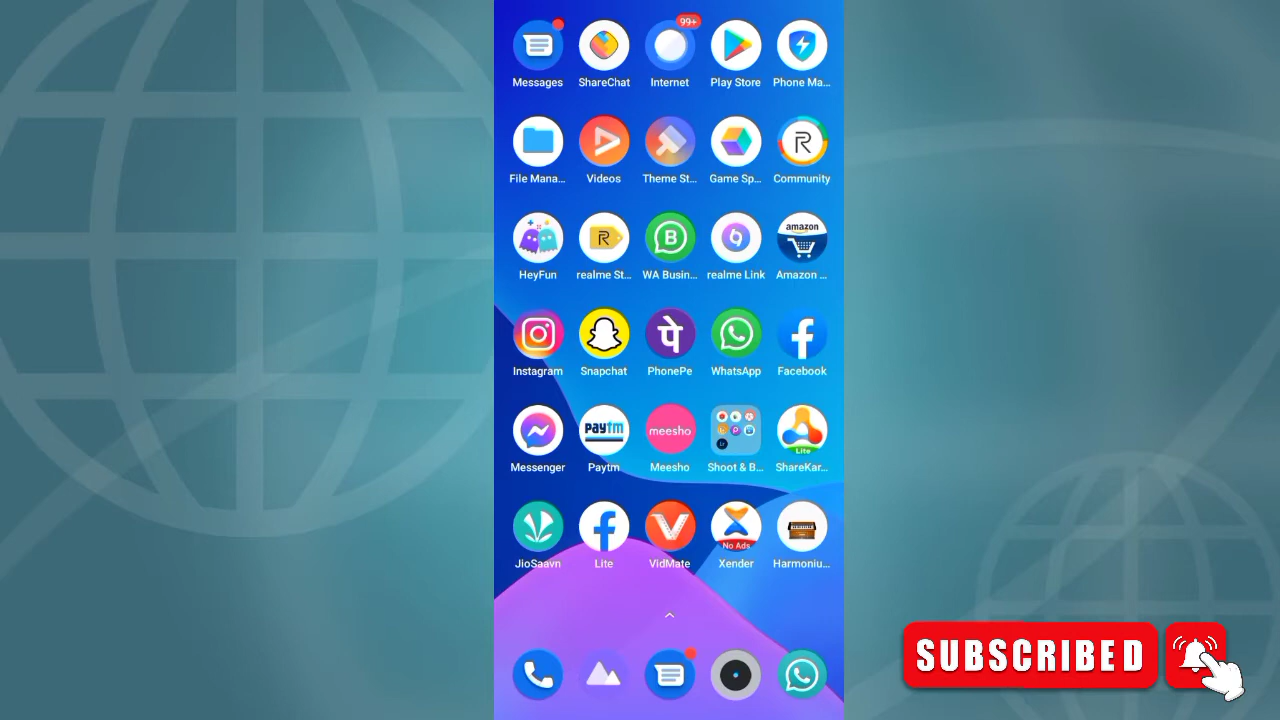 99+
Messages ShareChat Internet Play Store Phone Ma...
File Mana... Videos Theme St... Game Sp... Community
R
amazon
R B
HeyFun realme St... WA Busin... realme Link Amazon ...
पे
Instagram Snapchat PhonePe WhatsApp Facebook
paytm meesho
Lite
Messenger Paytm Meesho Shoot & B... ShareKar...
No Ads
JioSaavn Lite VidMate Xender Harmoniu...
SUBSCRIBED